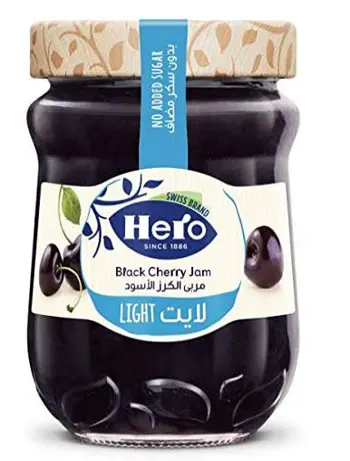 NO ADDED SUGAR
بدون سكر مضاف
SWISS BRAND
Hero
SINCE 1886
Black Cherry Jam
مربى الكرز الأسود
LIGHT لايت